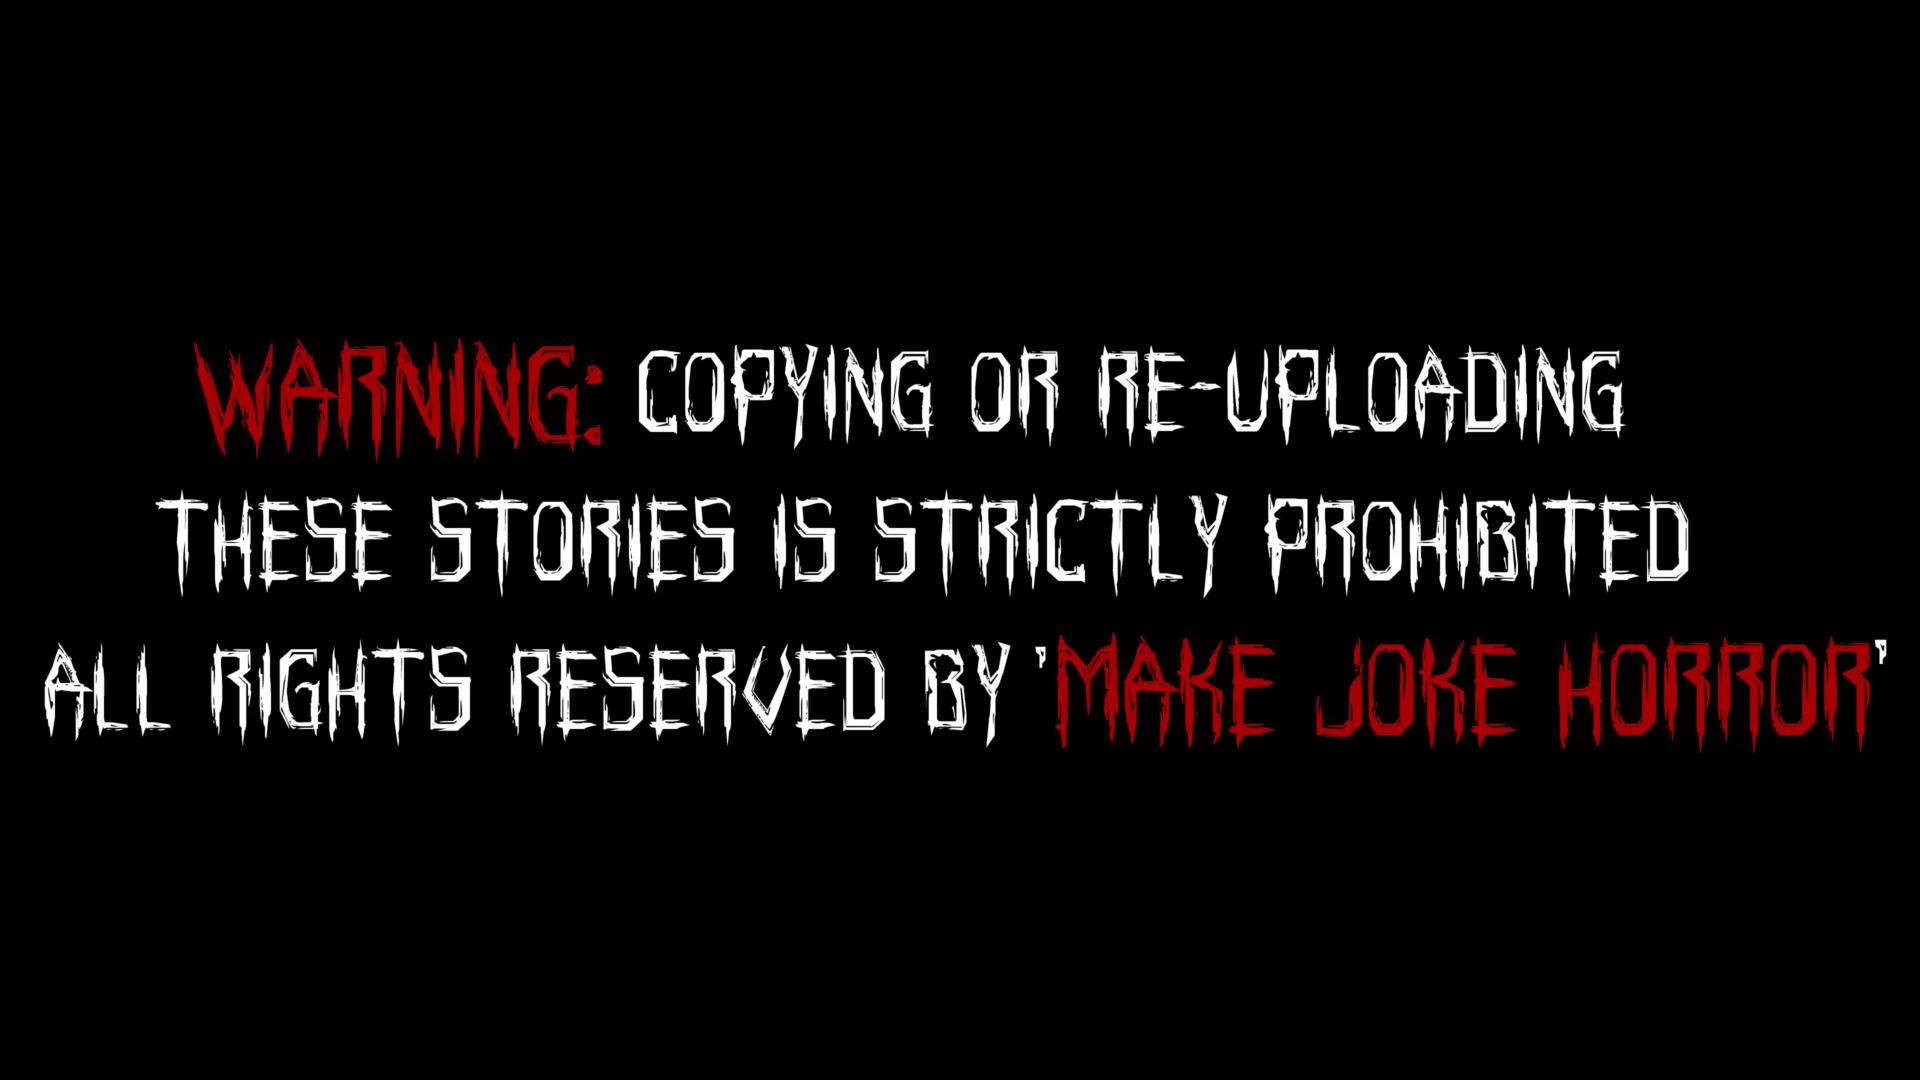 WARNING: COPYING OR RE-UPLOADING
THESE STORIES IS STRICTLY PROHIBITED
ALL RIGHTS RESERVED BY 'MAKE JOKE HORROR'